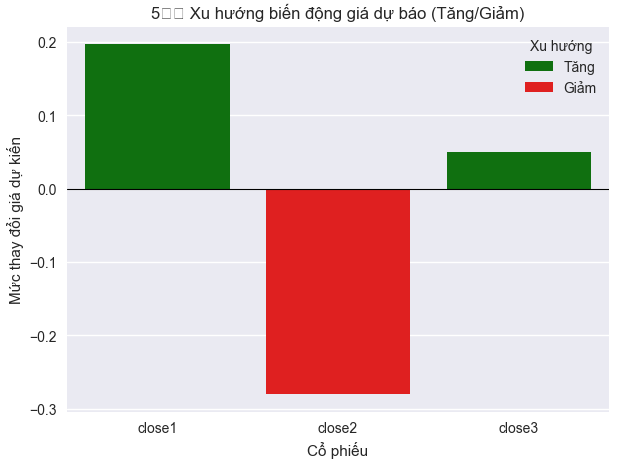 5□□ Xu hướng biến động giá dự báo (Tăng/Giảm)
Xu hướng
Tăng
Giảm
Mức thay đổi giá dự kiến
0.2
0.1
0.0
−0.1
−0.2
−0.3
close1
close2
close3
Cổ phiếu